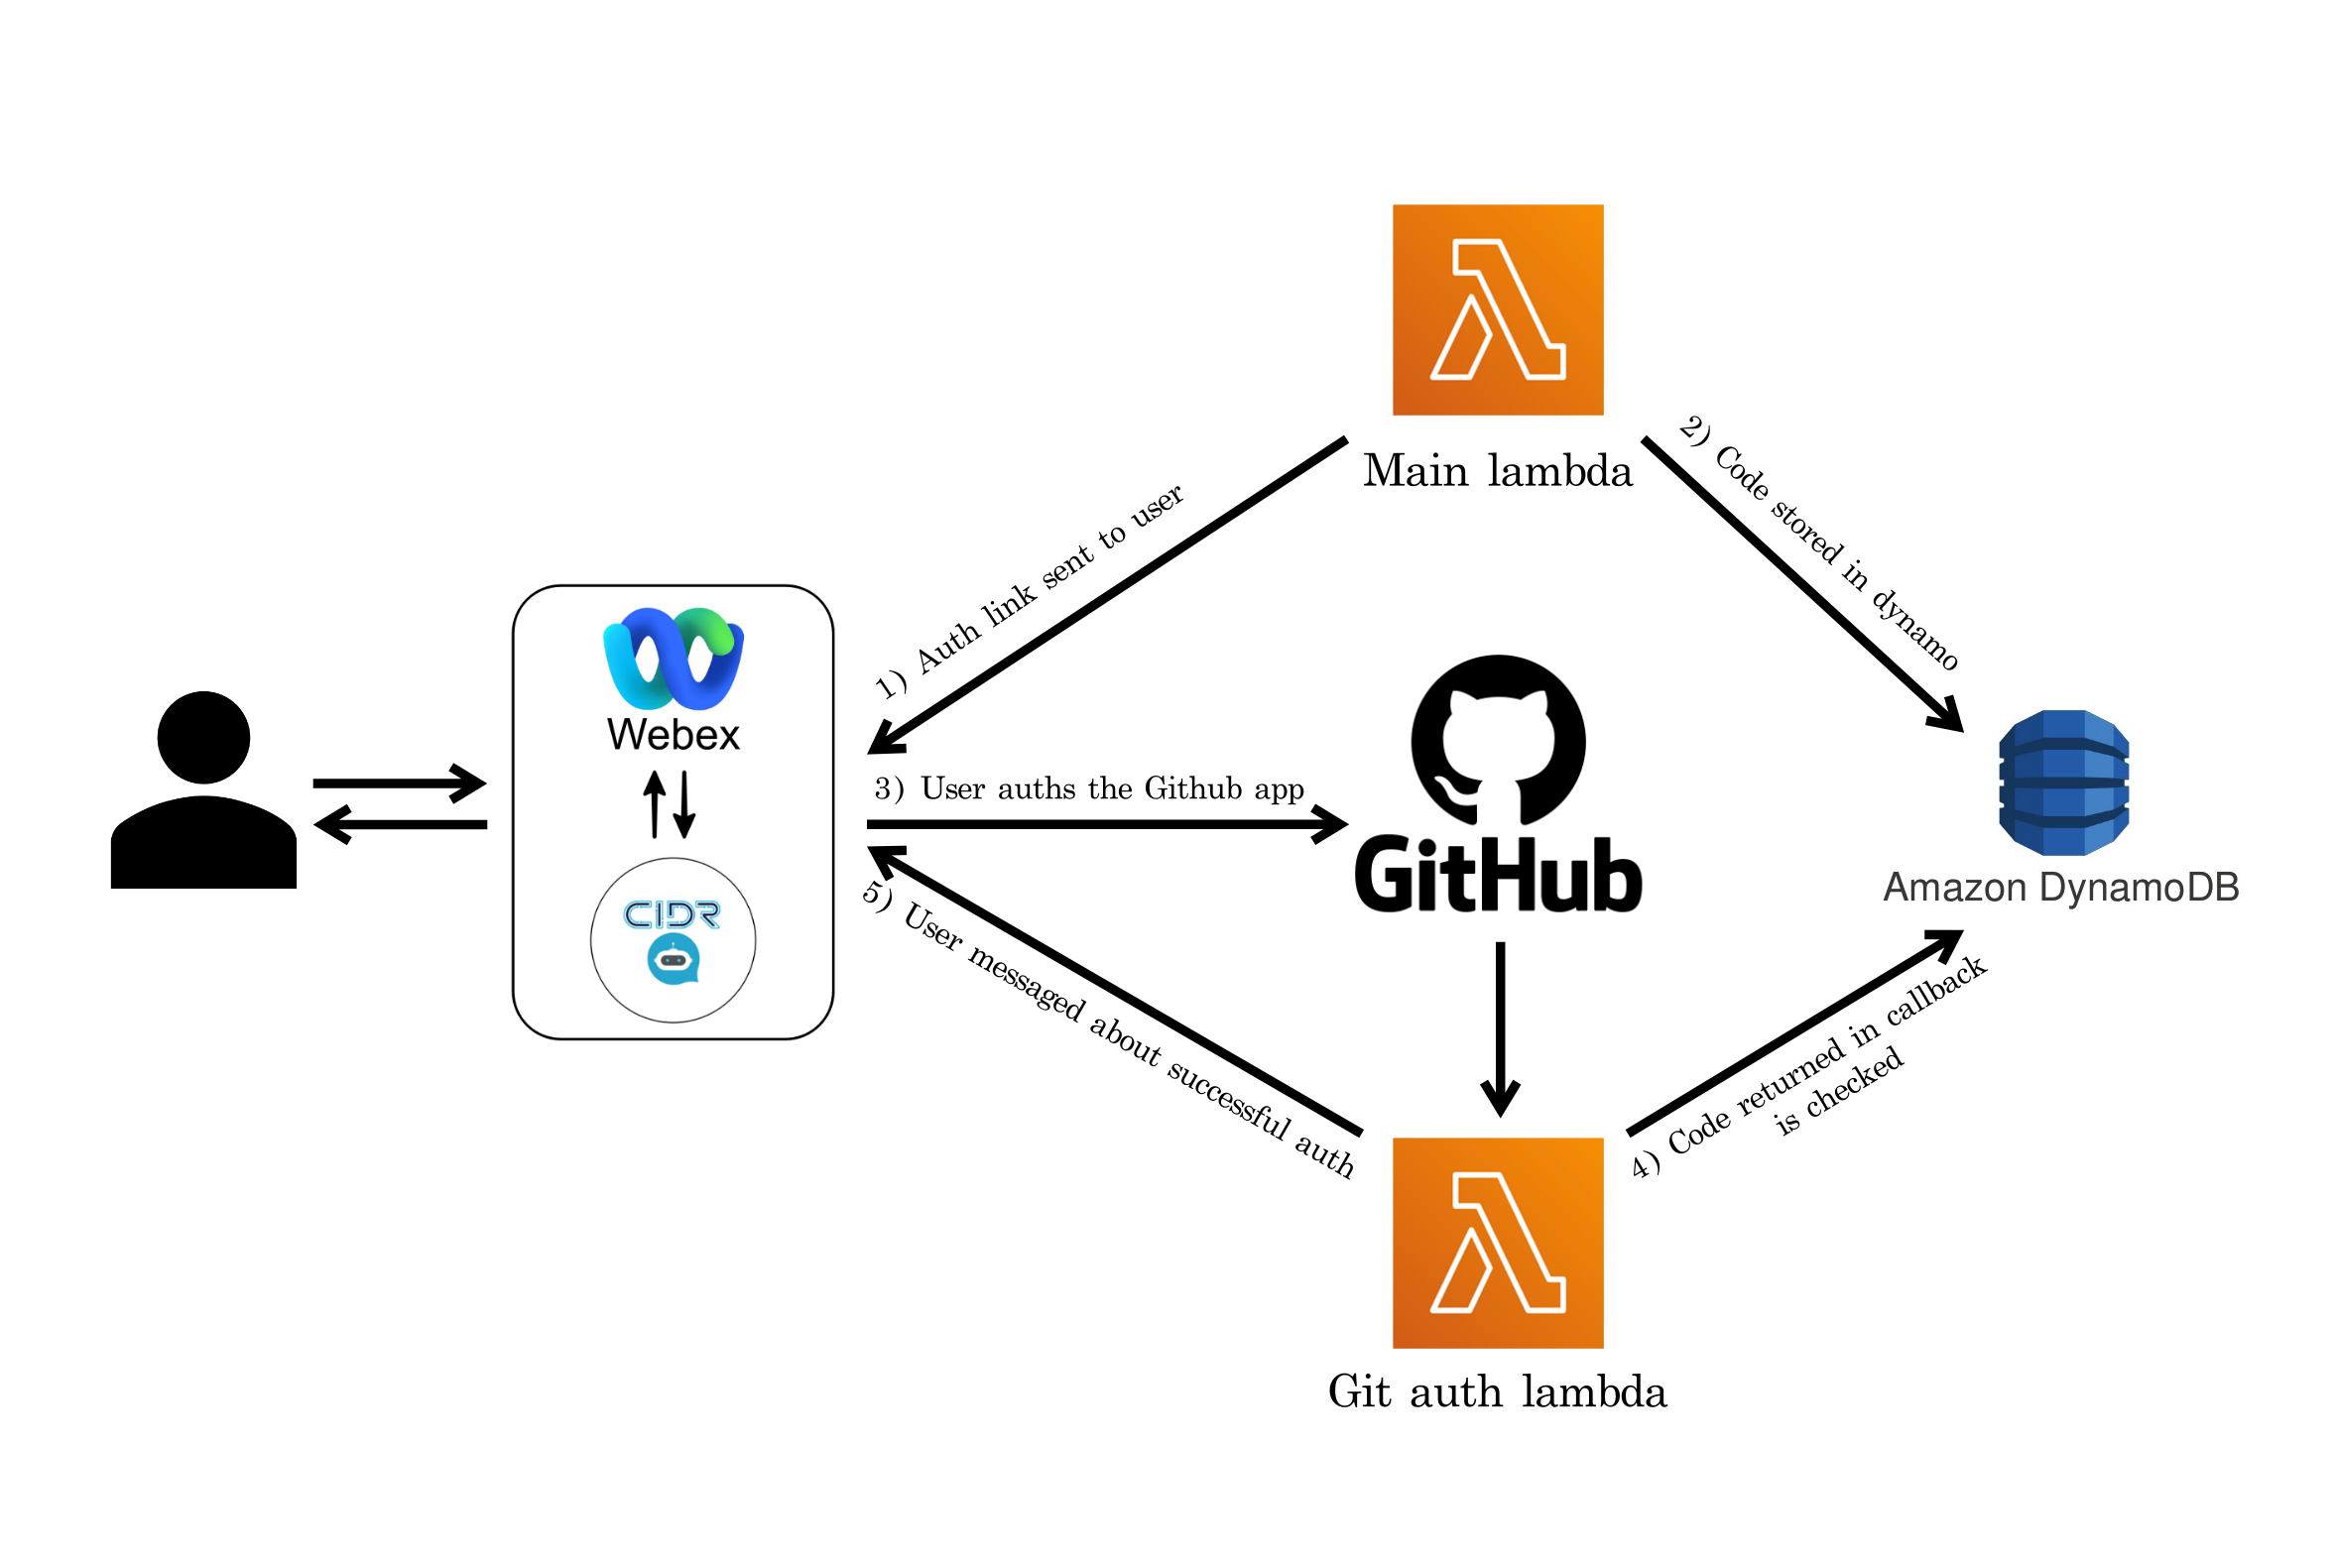 Main lambda
2) Code stored in dynamo
1) Auth link sent to user
Webex
3) User auths the Github app
GitHub
Amazon DynamoDB
CIDR
5) User messaged about successful auth
4) Code returned in callback
is checked
Git auth lambda